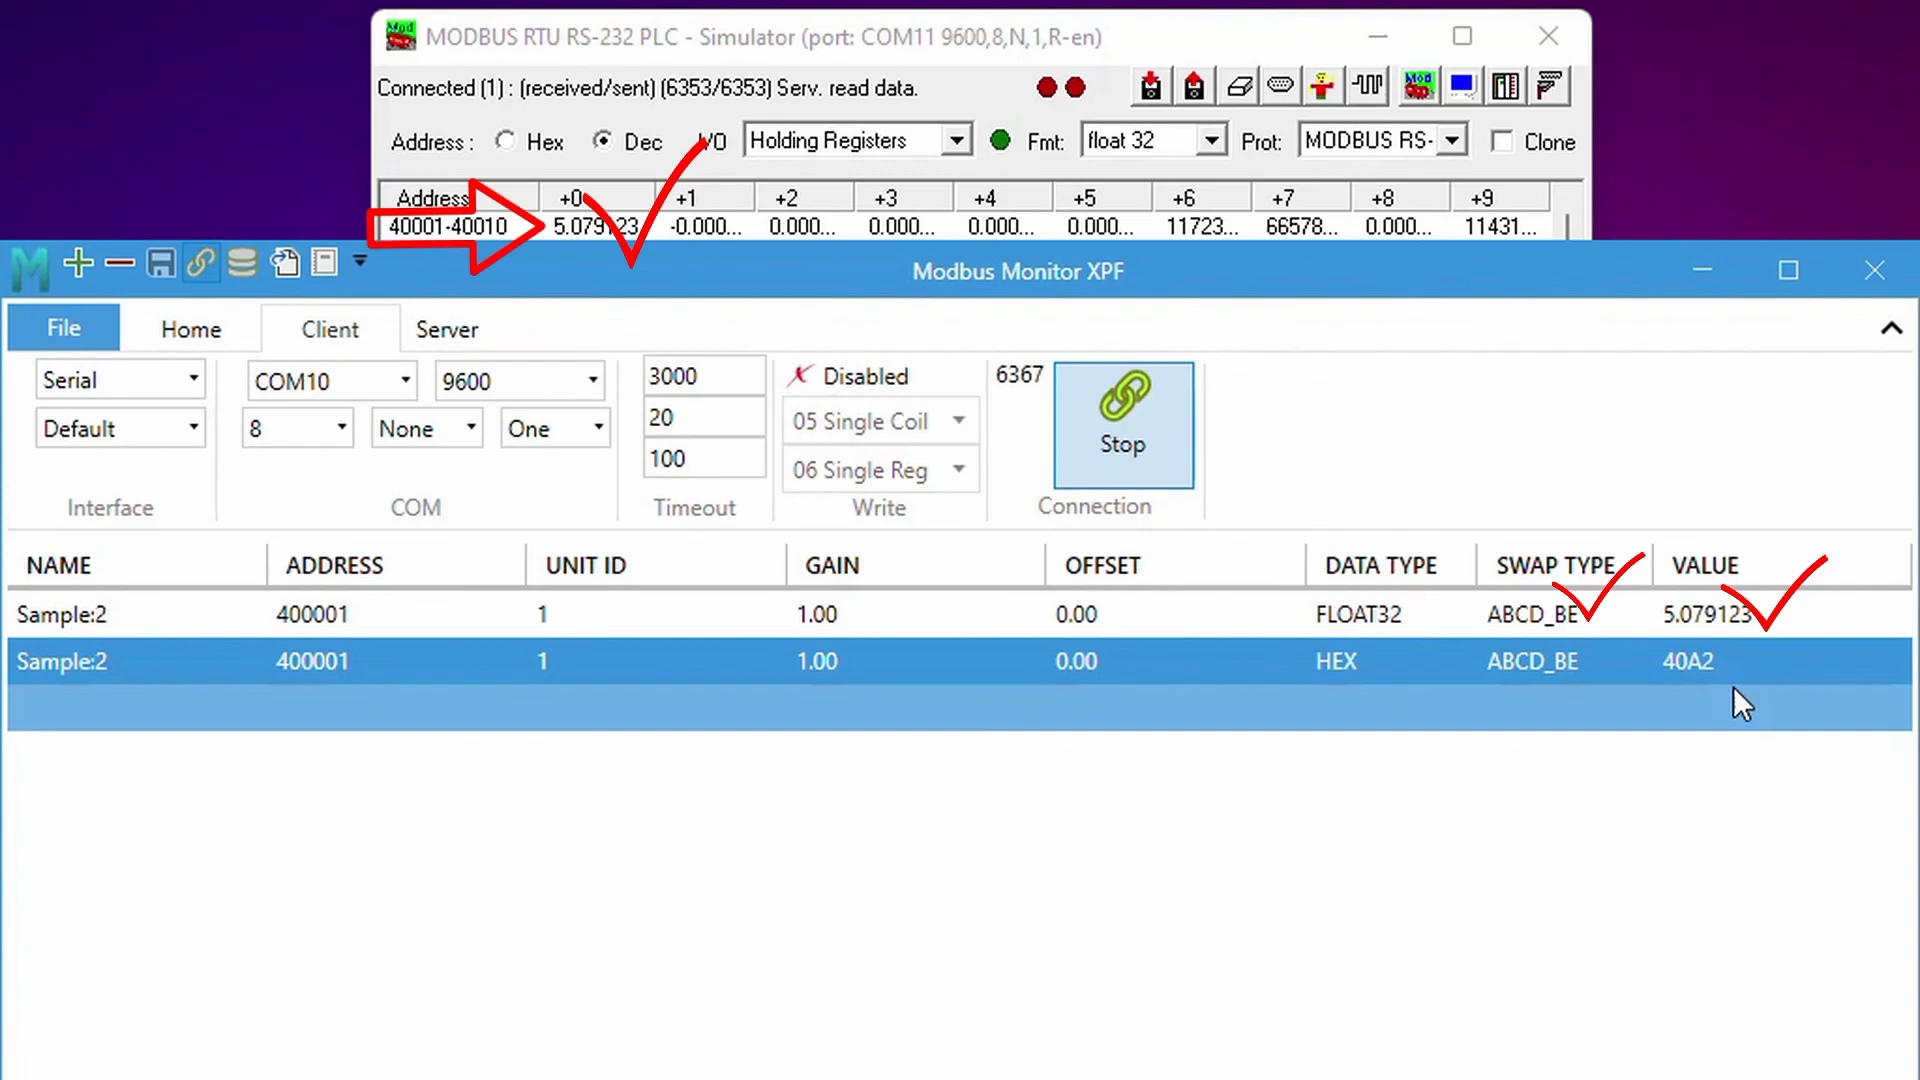 MODBUS RTU RS-232 PLC - Simulator (port: COM11 9600,8,N,1,R-en)
Connected (1) : (received/sent) (6353/6353) Serv. read data.
Address : Hex Dec I/O Holding Registers Fmt: float 32 Prot: MODBUS RS- Clone
Address +0 +1 +2 +3 +4 +5 +6 +7 +8 +9
40001-40010 5.079123 -0.000... 0.000... 0.000... 0.000... 0.000... 11723... 66578... 0.000... 11431...
Modbus Monitor XPF
File Home Client Server
Serial COM10 9600 3000 Disabled 6367
Default 8 None One 20 05 Single Coil Stop
100 06 Single Reg
Interface COM Timeout Write Connection
NAME ADDRESS UNIT ID GAIN OFFSET DATA TYPE SWAP TYPE VALUE
Sample:2 400001 1 1.00 0.00 FLOAT32 ABCD_BE 5.079123
Sample:2 400001 1 1.00 0.00 HEX ABCD_BE 40A2